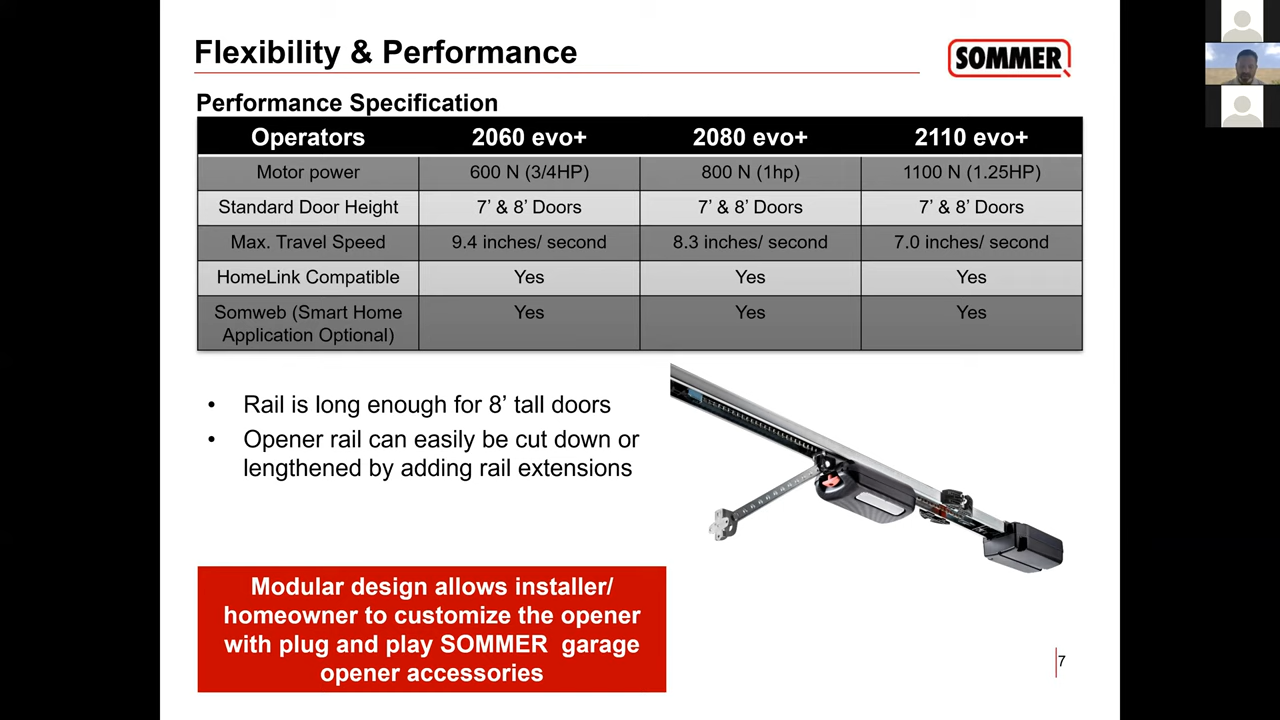 Flexibility & Performance
SOMMER
Performance Specification
Operators 2060 evo+ 2080 evo+ 2110 evo+
Motor power 600 N (3/4HP) 800 N (1hp) 1100 N (1.25HP)
Standard Door Height 7’ & 8’ Doors 7’ & 8’ Doors 7’ & 8’ Doors
Max. Travel Speed 9.4 inches/ second 8.3 inches/ second 7.0 inches/ second
HomeLink Compatible Yes Yes Yes
Somweb (Smart Home Yes Yes Yes
Application Optional)
• Rail is long enough for 8’ tall doors
• Opener rail can easily be cut down or
lengthened by adding rail extensions
Modular design allows installer/
homeowner to customize the opener
with plug and play SOMMER garage
opener accessories
7